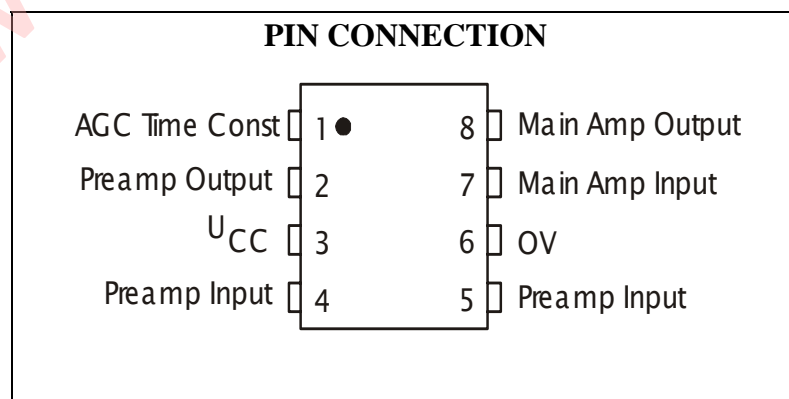 PIN CONNECTION
AGC Time Const 1 8 Main Amp Output
Preamp Output 2 7 Main Amp Input
UCC 3 6 OV
Preamp Input 4 5 Preamp Input